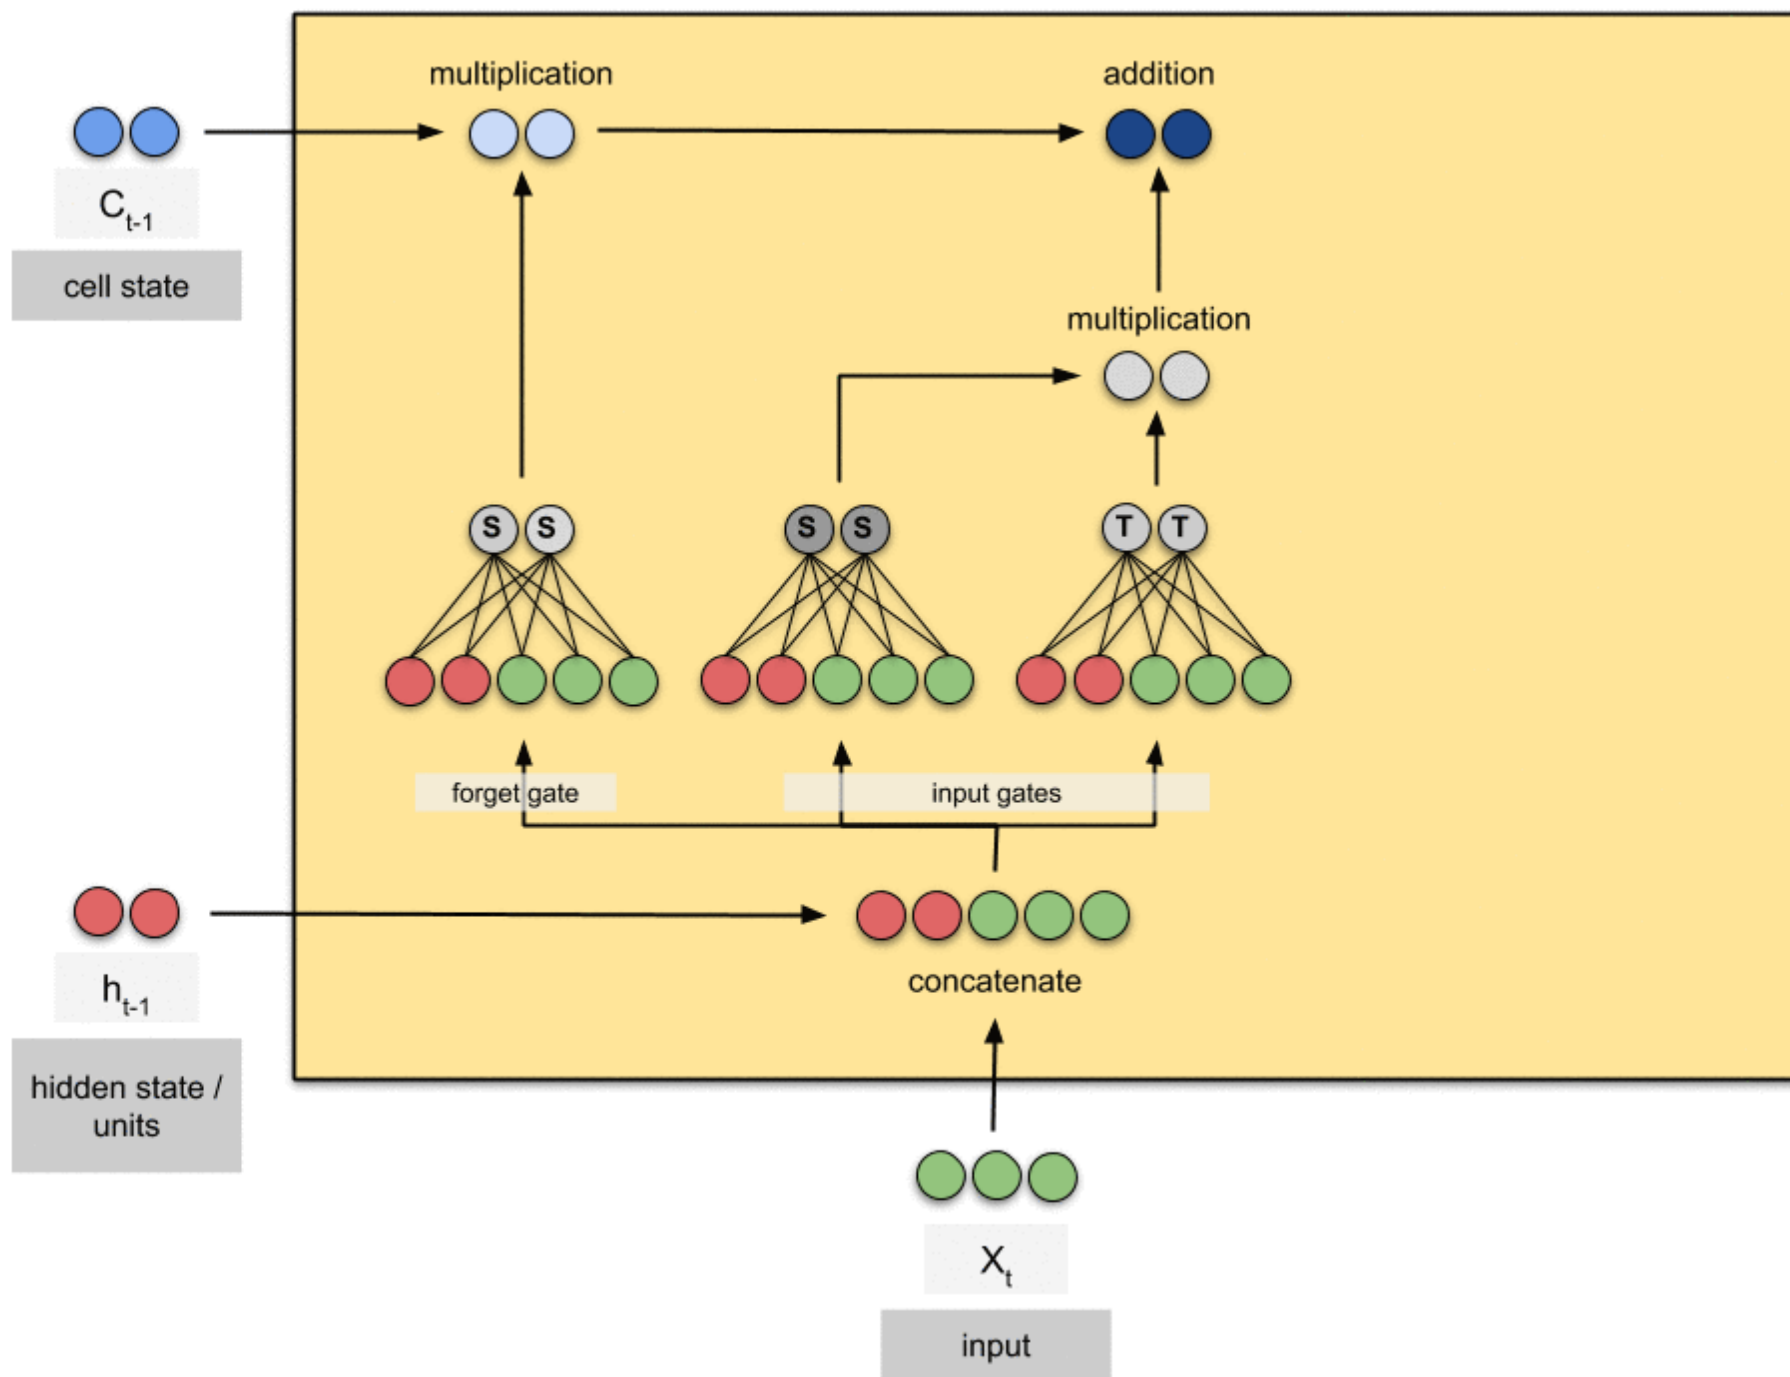 multiplication
addition
C t-1
cell state
multiplication
S S
S S
T T
forget gate
input gates
h t-1
concatenate
hidden state /
units
X t
input